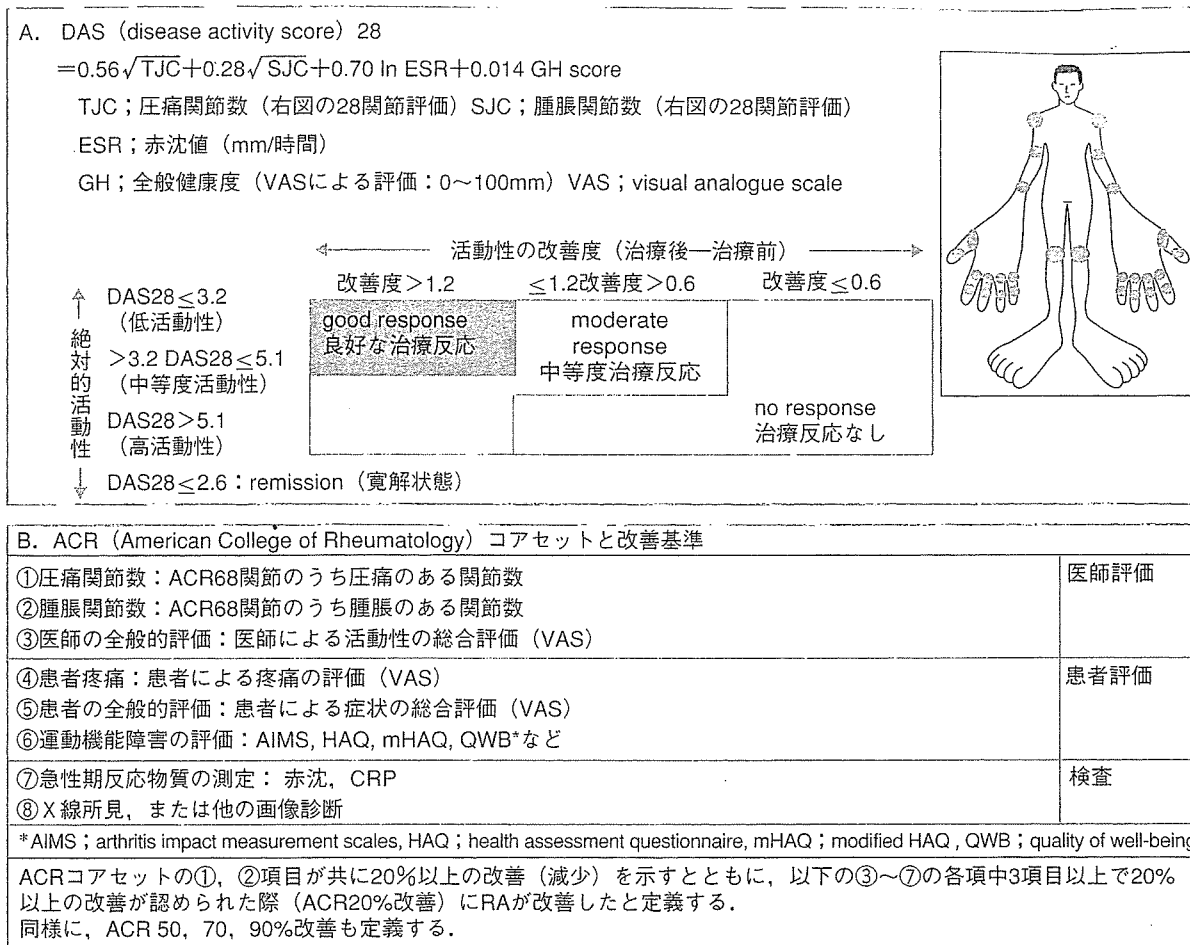 A. DAS（disease activity score）28
＝0.56√TJC＋0.28√SJC＋0.70 ln ESR＋0.014 GH score
TJC；圧痛関節数（右図の28関節評価）SJC；腫脹関節数（右図の28関節評価）
ESR；赤沈値（mm/時間）
GH；全般健康度（VASによる評価：0〜100mm）VAS；visual analogue scale
活動性の改善度（治療後―治療前）
改善度＞1.2 ≦1.2改善度＞0.6 改善度≦0.6
絶対的活動性
DAS28≦3.2
（低活動性）
＞3.2 DAS28≦5.1
（中等度活動性）
DAS28＞5.1
（高活動性）
good response
良好な治療反応
moderate
response
中等度治療反応
no response
治療反応なし
DAS28≦2.6：remission（寛解状態）
B. ACR（American College of Rheumatology）コアセットと改善基準
①圧痛関節数：ACR68関節のうち圧痛のある関節数 医師評価
②腫脹関節数：ACR68関節のうち腫脹のある関節数
③医師の全般的評価：医師による活動性の総合評価（VAS）
④患者疼痛：患者による疼痛の評価（VAS） 患者評価
⑤患者の全般的評価：患者による症状の総合評価（VAS）
⑥運動機能障害の評価：AIMS, HAQ, mHAQ, QWB*など
⑦急性期反応物質の測定： 赤沈，CRP 検査
⑧X線所見，または他の画像診断
*AIMS；arthritis impact measurement scales, HAQ；health assessment questionnaire, mHAQ；modified HAQ , QWB；quality of well-being
ACRコアセットの①，②項目が共に20％以上の改善（減少）を示すとともに，以下の③〜⑦の各項中3項目以上で20％
以上の改善が認められた際（ACR20%改善）にRAが改善したと定義する．
同様に，ACR 50，70，90%改善も定義する．